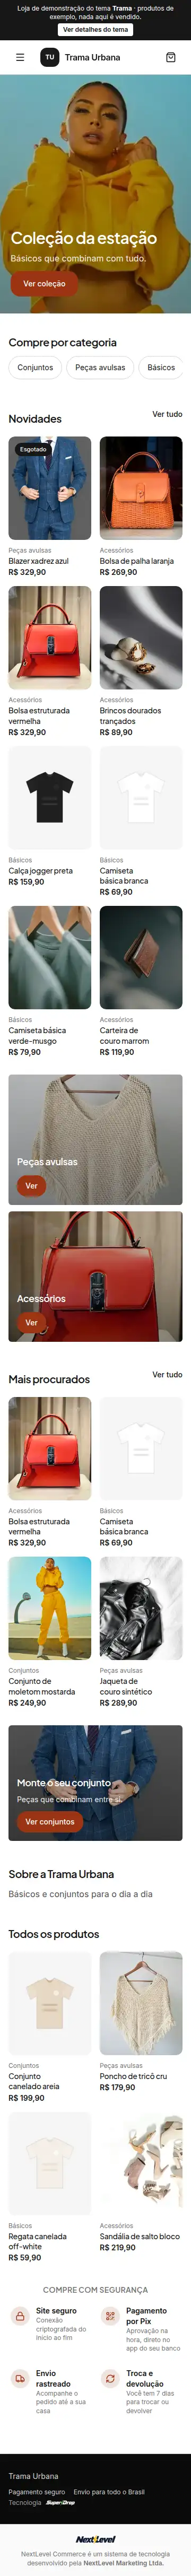 Loja de demonstração do tema Trama · produtos de
exemplo, nada aqui é vendido.
Ver detalhes do tema
TU
Trama Urbana
Coleção da estação
Básicos que combinam com tudo.
Ver coleção
Compre por categoria
Conjuntos
Peças avulsas
Básicos
Novidades
Ver tudo
Esgotado
Peças avulsas
Blazer xadrez azul
R$ 329,90
Acessórios
Bolsa de palha laranja
R$ 269,90
Acessórios
Bolsa estruturada
vermelha
R$ 329,90
Acessórios
Brincos dourados
trançados
R$ 89,90
Básicos
Calça jogger preta
R$ 159,90
Básicos
Camiseta
básica branca
R$ 69,90
Básicos
Camiseta básica
verde-musgo
R$ 79,90
Acessórios
Carteira de
couro marrom
R$ 119,90
Peças avulsas
Ver
Acessórios
Ver
Mais procurados
Ver tudo
Acessórios
Bolsa estruturada
vermelha
R$ 329,90
Básicos
Camiseta
básica branca
R$ 69,90
Conjuntos
Conjunto de
moletom mostarda
R$ 249,90
Peças avulsas
Jaqueta de
couro sintético
R$ 289,90
Monte o seu conjunto
Peças que combinam entre si.
Ver conjuntos
Sobre a Trama Urbana
Básicos e conjuntos para o dia a dia
Todos os produtos
Conjuntos
Conjunto
canelado areia
R$ 199,90
Peças avulsas
Poncho de tricô cru
R$ 179,90
Básicos
Regata canelada
off-white
R$ 59,90
Acessórios
Sandália de salto bloco
R$ 219,90
COMPRE COM SEGURANÇA
Site seguro
Conexão
criptografada do
início ao fim
Pagamento
por Pix
Aprovação na
hora, direto no
app do seu banco
Envio
rastreado
Acompanhe o
pedido até a sua
casa
Troca e
devolução
Você tem 7 dias
para trocar ou
devolver
Trama Urbana
Pagamento seguro
Envio para todo o Brasil
Tecnologia
SuperDrop
NextLevel
NextLevel Commerce é um sistema de tecnologia
desenvolvido pela NextLevel Marketing Ltda.